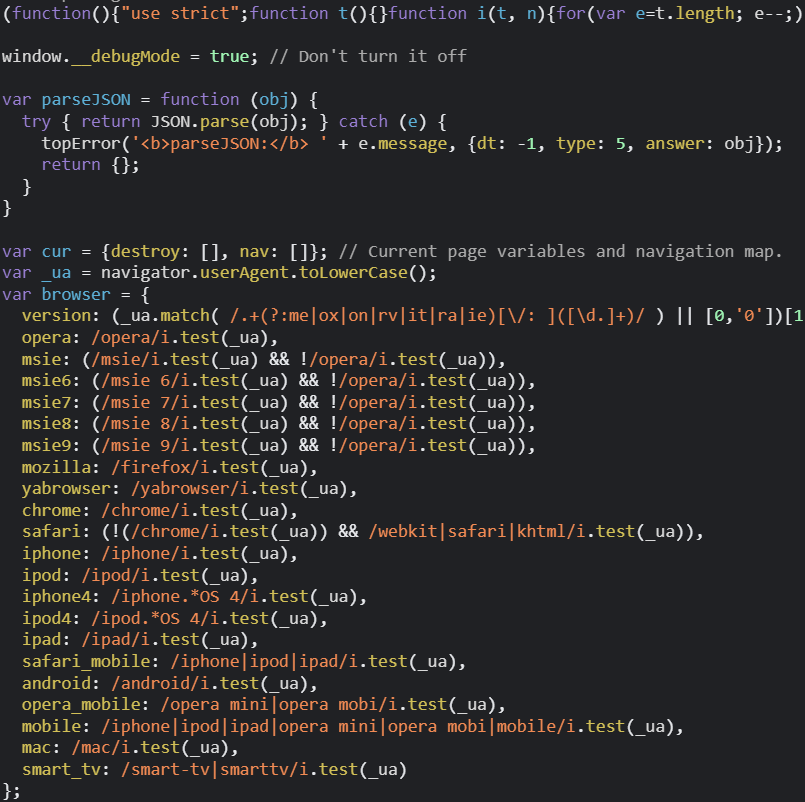 (function(){"use strict";function t(){}function i(t, n){for(var e=t.length; e--;)
window.__debugMode = true; // Don't turn it off
var parseJSON = function (obj) {
  try { return JSON.parse(obj); } catch (e) {
    topError('<b>parseJSON:</b> ' + e.message, {dt: -1, type: 5, answer: obj});
    return {};
  }
}
var cur = {destroy: [], nav: []}; // Current page variables and navigation map.
var _ua = navigator.userAgent.toLowerCase();
var browser = {
  version: (_ua.match( /.+(?:me|ox|on|rv|it|ra|ie)[\/: ]([\d.]+)/ ) || [0,'0'])[1
  opera: /opera/i.test(_ua),
  msie: (/msie/i.test(_ua) && !/opera/i.test(_ua)),
  msie6: (/msie 6/i.test(_ua) && !/opera/i.test(_ua)),
  msie7: (/msie 7/i.test(_ua) && !/opera/i.test(_ua)),
  msie8: (/msie 8/i.test(_ua) && !/opera/i.test(_ua)),
  msie9: (/msie 9/i.test(_ua) && !/opera/i.test(_ua)),
  mozilla: /firefox/i.test(_ua),
  yabrowser: /yabrowser/i.test(_ua),
  chrome: /chrome/i.test(_ua),
  safari: (!(/chrome/i.test(_ua)) && /webkit|safari|khtml/i.test(_ua)),
  iphone: /iphone/i.test(_ua),
  ipod: /ipod/i.test(_ua),
  iphone4: /iphone.*OS 4/i.test(_ua),
  ipod4: /ipod.*OS 4/i.test(_ua),
  ipad: /ipad/i.test(_ua),
  safari_mobile: /iphone|ipod|ipad/i.test(_ua),
  android: /android/i.test(_ua),
  opera_mobile: /opera mini|opera mobi/i.test(_ua),
  mobile: /iphone|ipod|ipad|opera mini|opera mobi|mobile/i.test(_ua),
  mac: /mac/i.test(_ua),
  smart_tv: /smart-tv|smarttv/i.test(_ua)
};